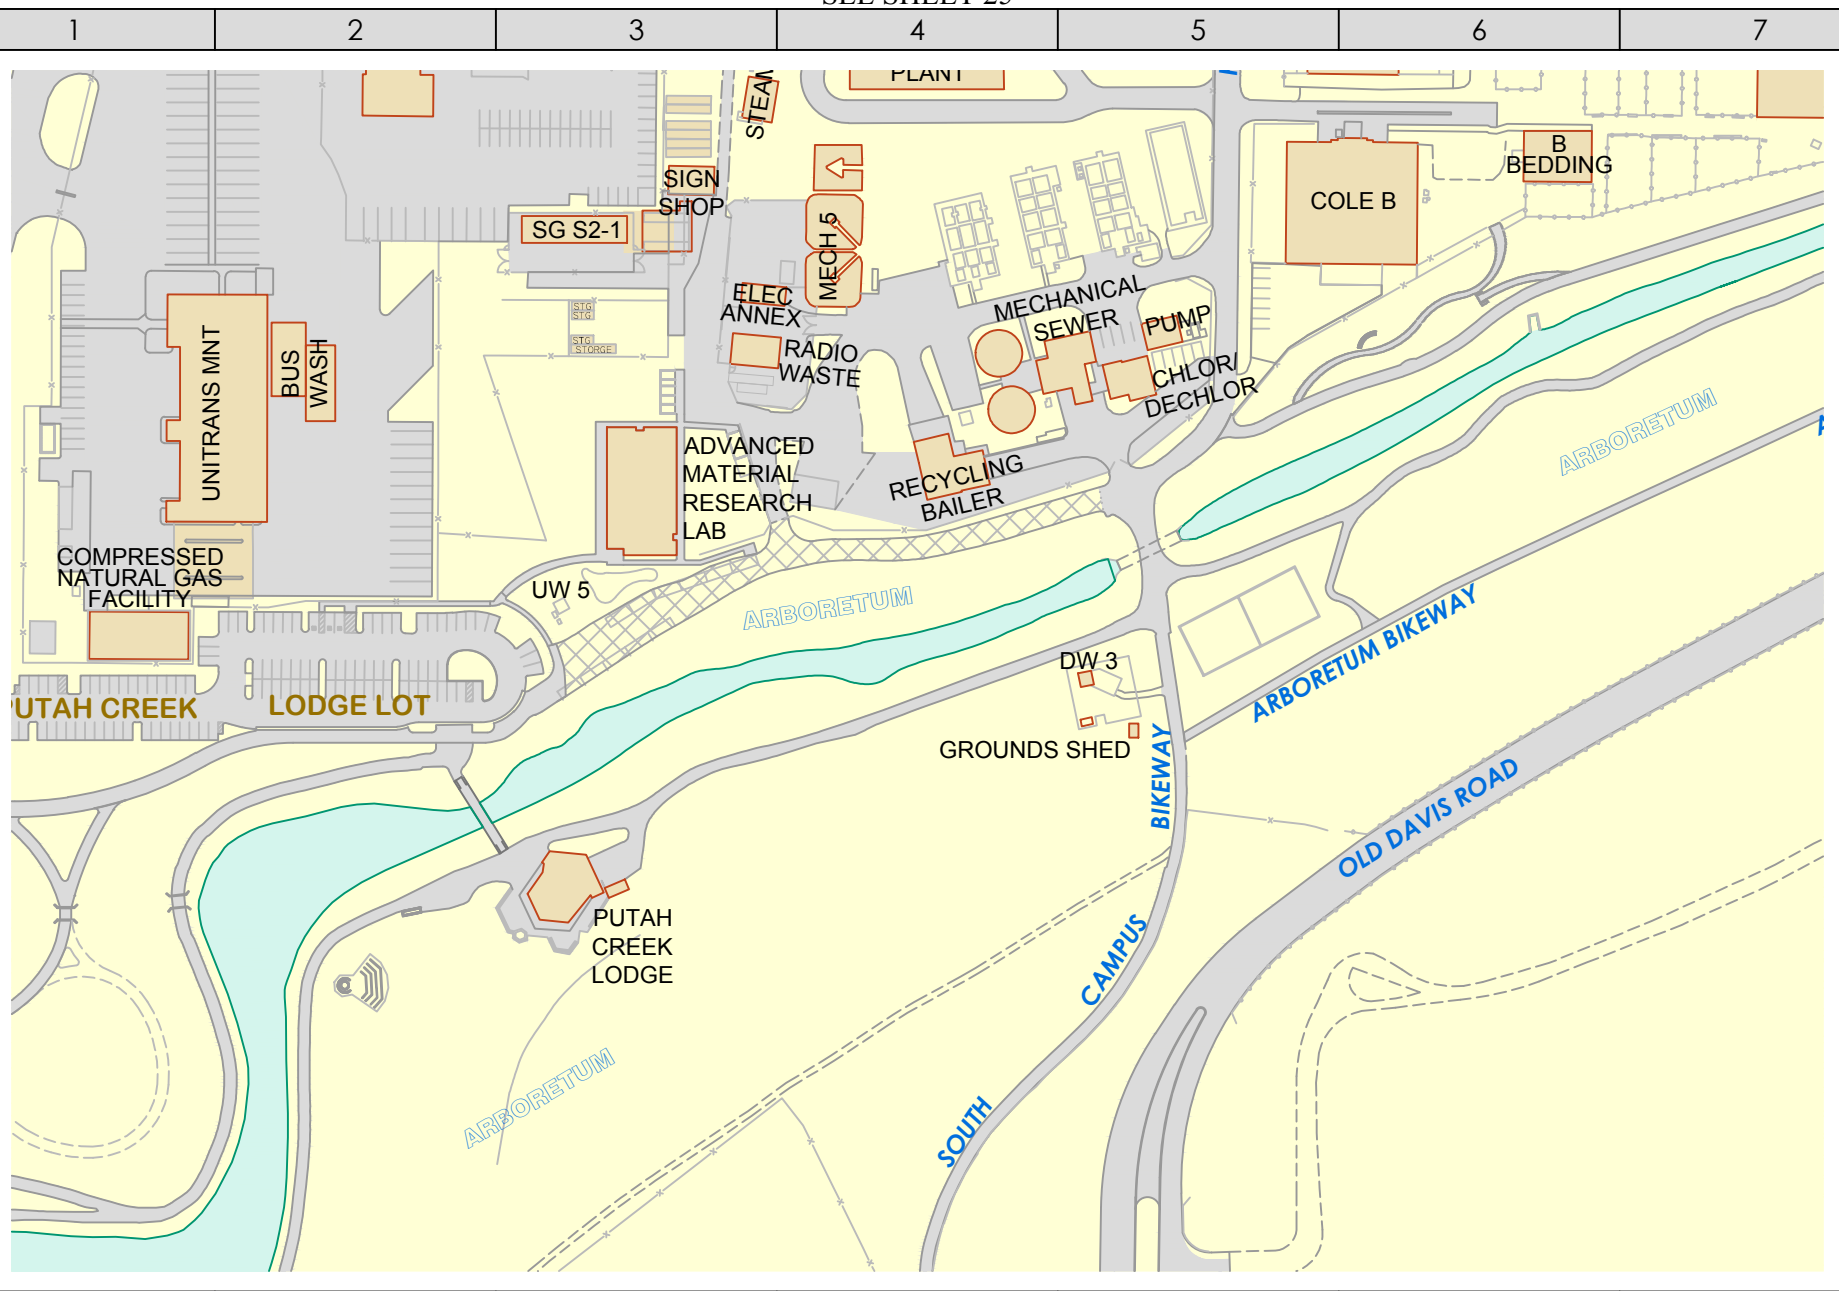 SEE SHEET 25
1 2 3 4 5 6 7
PLANT
STEAM
SIGN
SHOP
SG S2-1
MECH 5
B
BEDDING
COLE B
ELEC
ANNEX
STG
STG
STG
STORGE
RADIO
WASTE
MECHANICAL
SEWER
PUMP
CHLOR/
DECHLOR
UNITRANS MNT
BUS
WASH
ADVANCED
MATERIAL
RESEARCH
LAB
RECYCLING
BAILER
ARBORETUM
COMPRESSED
NATURAL GAS
FACILITY
UW 5
ARBORETUM
DW 3
GROUNDS SHED
UTAH CREEK
LODGE LOT
ARBORETUM BIKEWAY
OLD DAVIS ROAD
PUTAH
CREEK
LODGE
SOUTH CAMPUS BIKEWAY
ARBORETUM